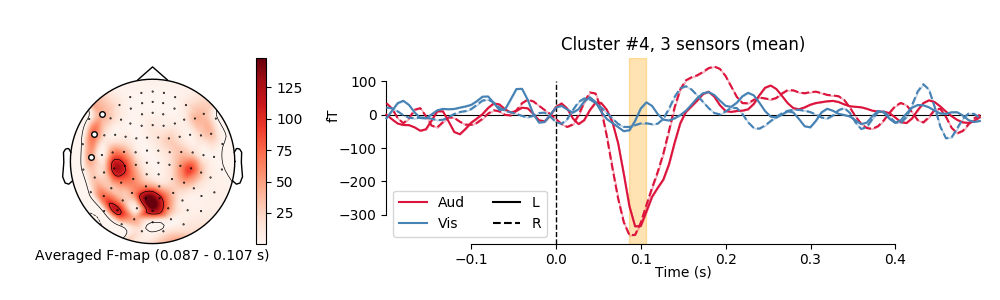 Cluster #4, 3 sensors (mean)
125
100
75
50
25
Averaged F-map (0.087 - 0.107 s)
fT
100
0
−100
−200
−300
Aud
Vis
L
R
−0.1
0.0
0.1
0.2
0.3
0.4
Time (s)